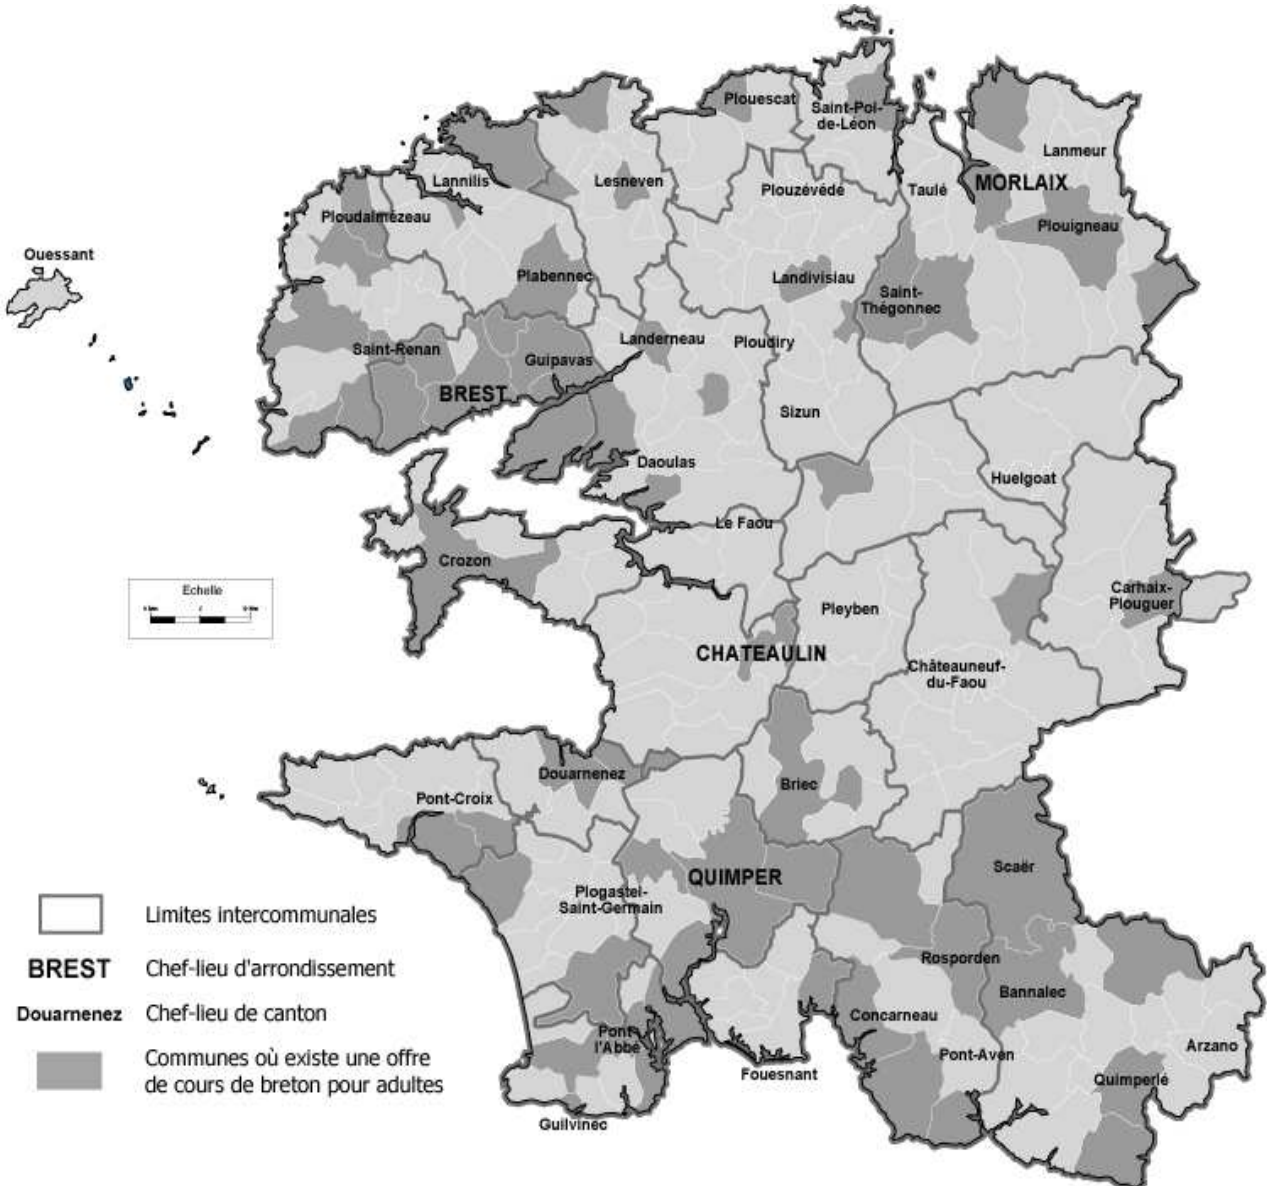 Plouescat
Saint-Pol-
de-Léon
Lanmeur
Lannilis
Lesneven
Plouzévédé
Taulé
MORLAIX
Ploudalmézeau
Plouigneau
Ouessant
Plabennec
Landivisiau
Saint-
Thégonnec
Saint-Renan
Guipavas
Landerneau
Ploudiry
BREST
Sizun
Daoulas
Huelgoat
Le Faou
Crozon
Echelle
Pleyben
Carhaix-
Plouguer
CHATEAULIN
Châteauneuf-
du-Faou
Douarnenez
Briec
Pont-Croix
QUIMPER
Scaër
Plogastel-
Saint-Germain
Rosporden
Bannalec
Concarneau
Pont-
l'Abbé
Pont-Aven
Arzano
Fouesnant
Quimperlé
Guilvinec
Limites intercommunales
BREST Chef-lieu d'arrondissement
Douarnenez Chef-lieu de canton
Communes où existe une offre
de cours de breton pour adultes